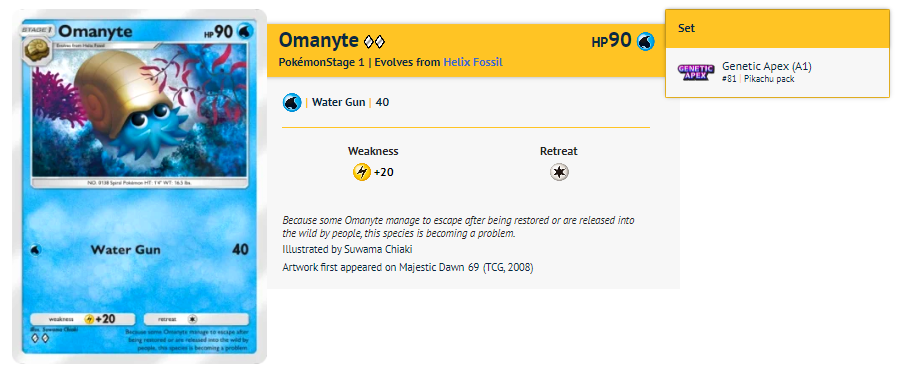 STAGE 1 Omanyte HP 90
Evolves from Helix Fossil
NO. 0138 Spiral Pokémon HT: 1'4" WT: 16.5 lbs.
Water Gun 40
weakness +20 retreat
Illus. Suwama Chiaki
Because some Omanyte manage to escape after
being restored or are released into the wild by
people, this species is becoming a problem.
Omanyte HP 90
PokémonStage 1 | Evolves from Helix Fossil
| Water Gun | 40
Weakness Retreat
+20
Because some Omanyte manage to escape after being restored or are released into
the wild by people, this species is becoming a problem.
Illustrated by Suwama Chiaki
Artwork first appeared on Majestic Dawn 69 (TCG, 2008)
Set
GENETIC
APEX
Genetic Apex (A1)
#81 | Pikachu pack